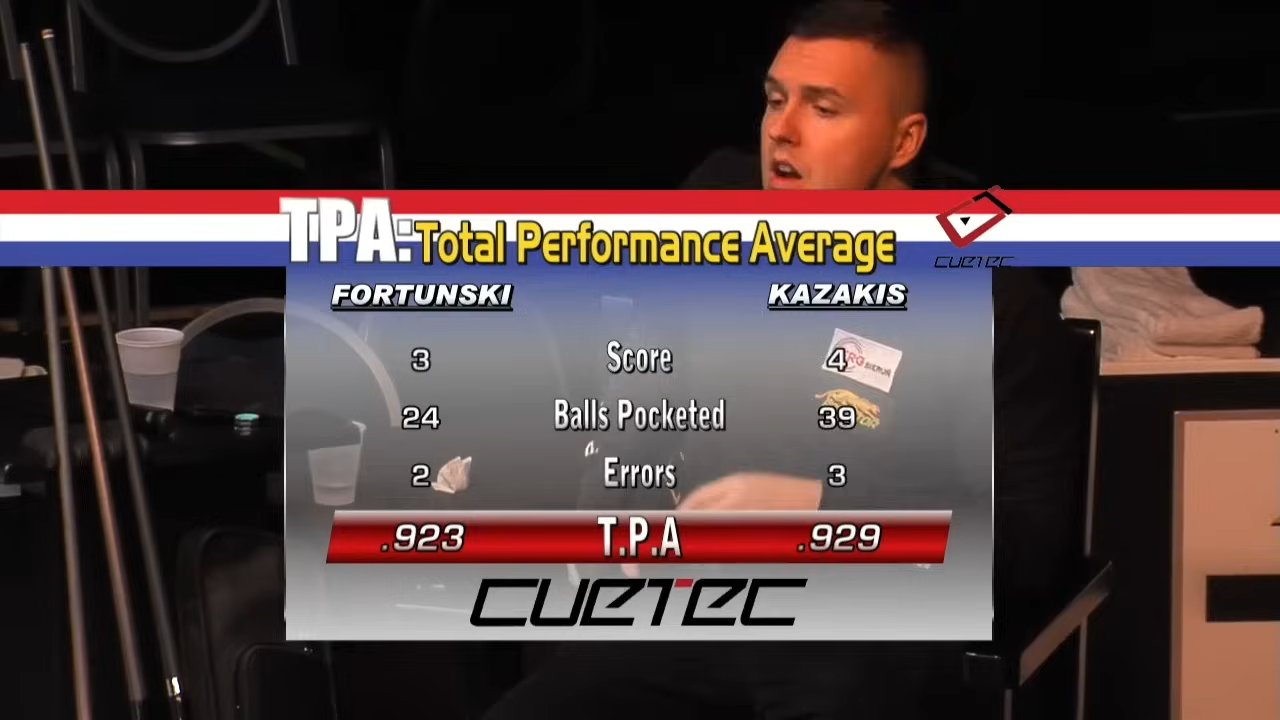 TPA: Total Performance Average
CUETEC
FORTUNSKI KAZAKIS
3 Score 4
24 Balls Pocketed 39
2 Errors 3
.923 T.P.A .929
CUETEC